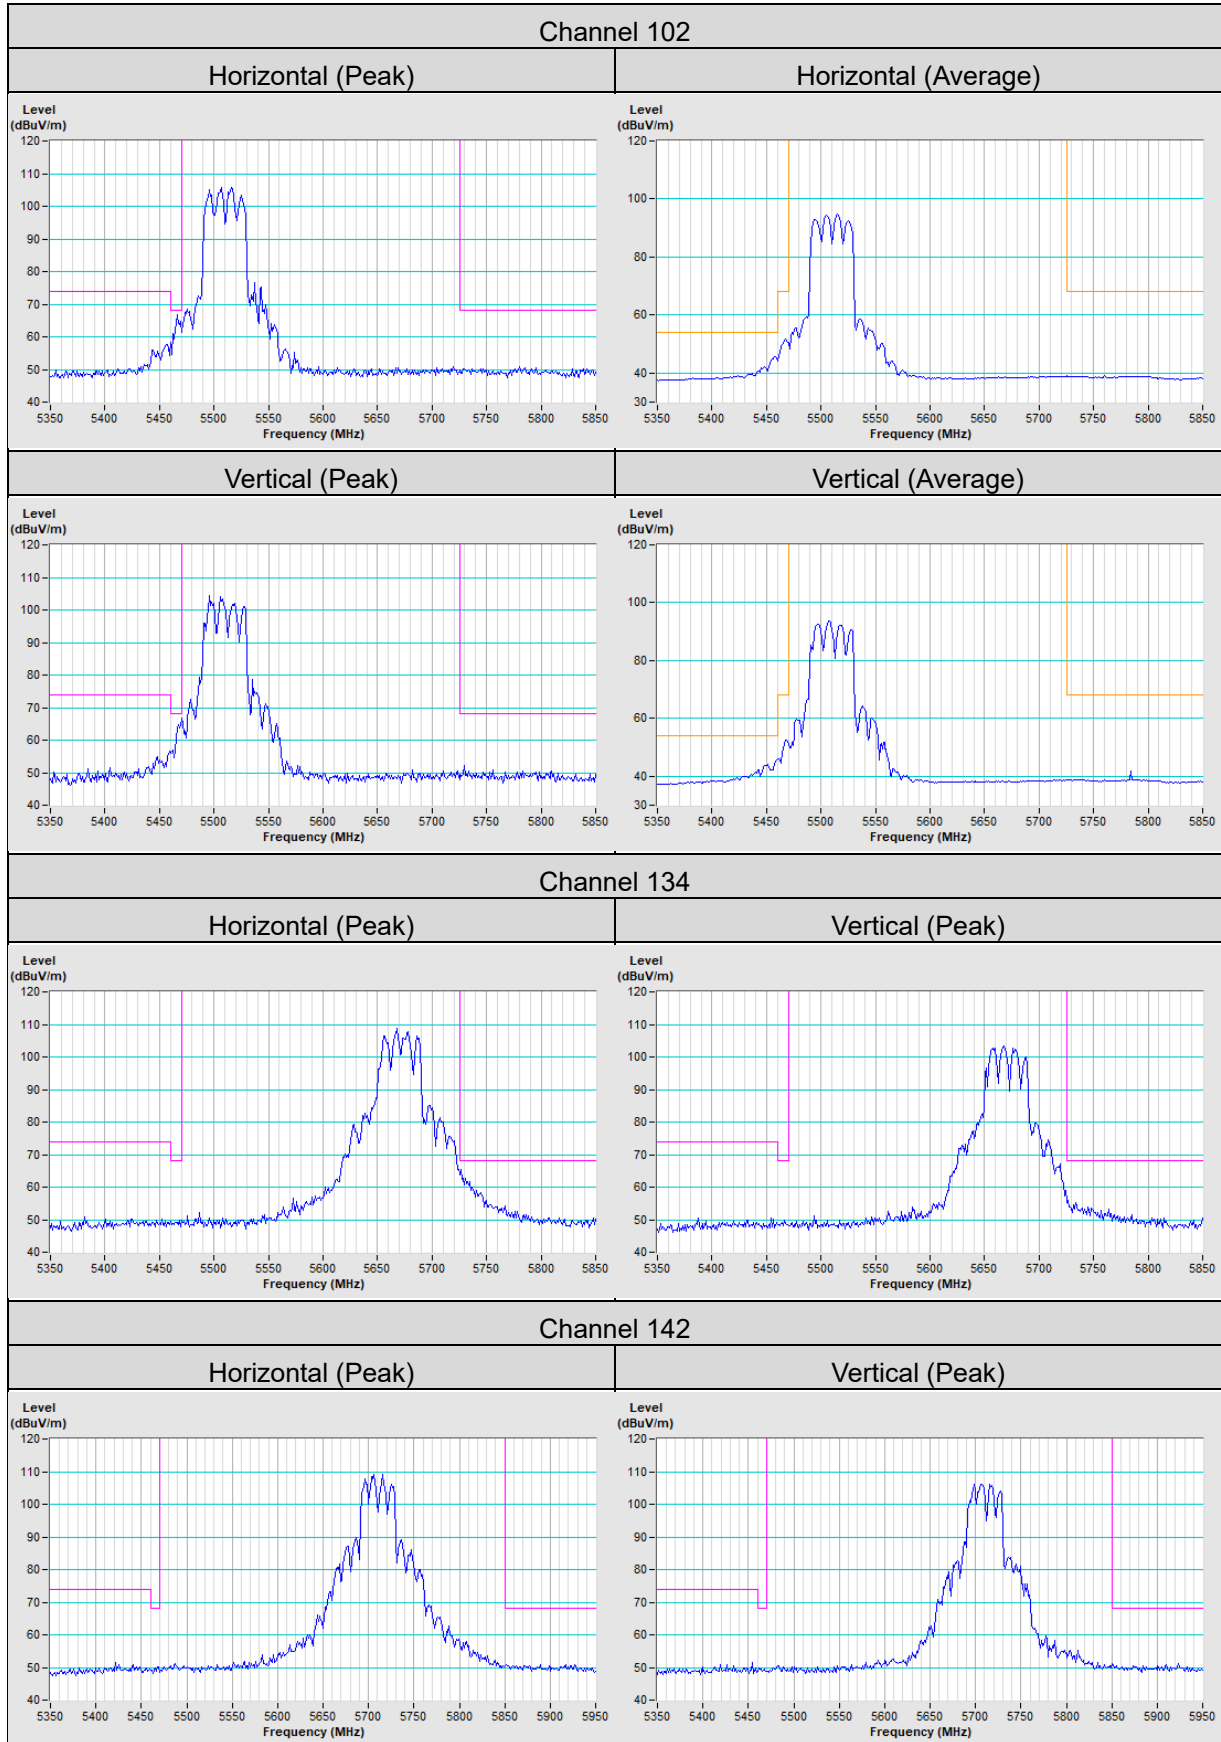 Channel 102
Horizontal (Peak) Horizontal (Average)
Level Level
(dBuV/m) (dBuV/m)
120 120
110
100 100
90
80 80
70
60 60
50
40 40
30
5350 5400 5450 5500 5550 5600 5650 5700 5750 5800 5850 5350 5400 5450 5500 5550 5600 5650 5700 5750 5800 5850
Frequency (MHz) Frequency (MHz)
Vertical (Peak) Vertical (Average)
Level Level
(dBuV/m) (dBuV/m)
120 120
110
100 100
90
80 80
70
60 60
50
40 40
30
5350 5400 5450 5500 5550 5600 5650 5700 5750 5800 5850 5350 5400 5450 5500 5550 5600 5650 5700 5750 5800 5850
Frequency (MHz) Frequency (MHz)
Channel 134
Horizontal (Peak) Vertical (Peak)
Level Level
(dBuV/m) (dBuV/m)
120 120
110 110
100 100
90 90
80 80
70 70
60 60
50 50
40 40
5350 5400 5450 5500 5550 5600 5650 5700 5750 5800 5850 5350 5400 5450 5500 5550 5600 5650 5700 5750 5800 5850
Frequency (MHz) Frequency (MHz)
Channel 142
Horizontal (Peak) Vertical (Peak)
Level Level
(dBuV/m) (dBuV/m)
120 120
110 110
100 100
90 90
80 80
70 70
60 60
50 50
40 40
5350 5400 5450 5500 5550 5600 5650 5700 5750 5800 5850 5900 5950 5350 5400 5450 5500 5550 5600 5650 5700 5750 5800 5850 5900 5950
Frequency (MHz) Frequency (MHz)